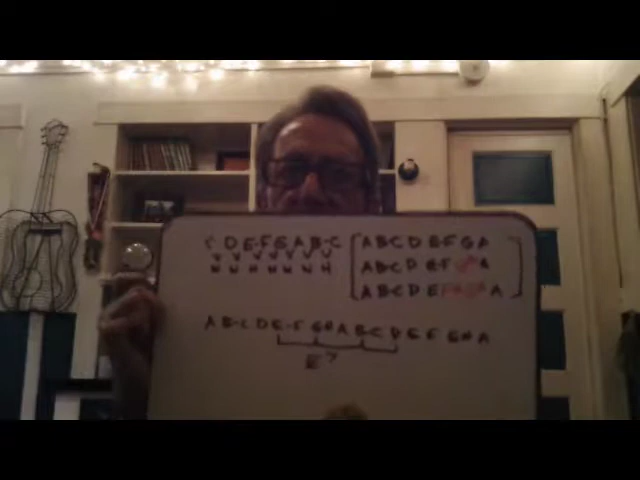 C D E-F G A B-C [A B C D E F G A
W W H W W W H A B C D E F G# A
A B C D E F# G# A]
A B-C D E-F G# A B C D E F G# A
E7